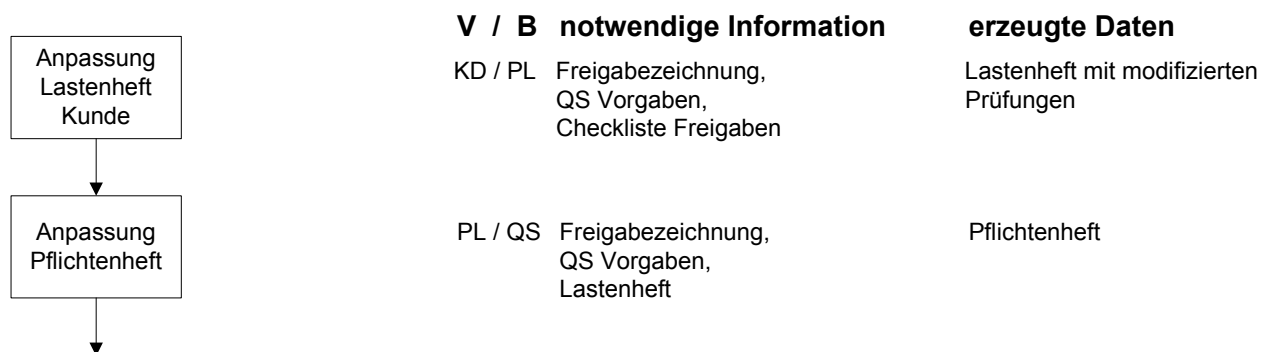 V / B notwendige Information erzeugte Daten
Anpassung
Lastenheft
Kunde
KD / PL Freigabezeichnung,
QS Vorgaben,
Checkliste Freigaben
Lastenheft mit modifizierten
Prüfungen
Anpassung
Pflichtenheft
PL / QS Freigabezeichnung,
QS Vorgaben,
Lastenheft
Pflichtenheft